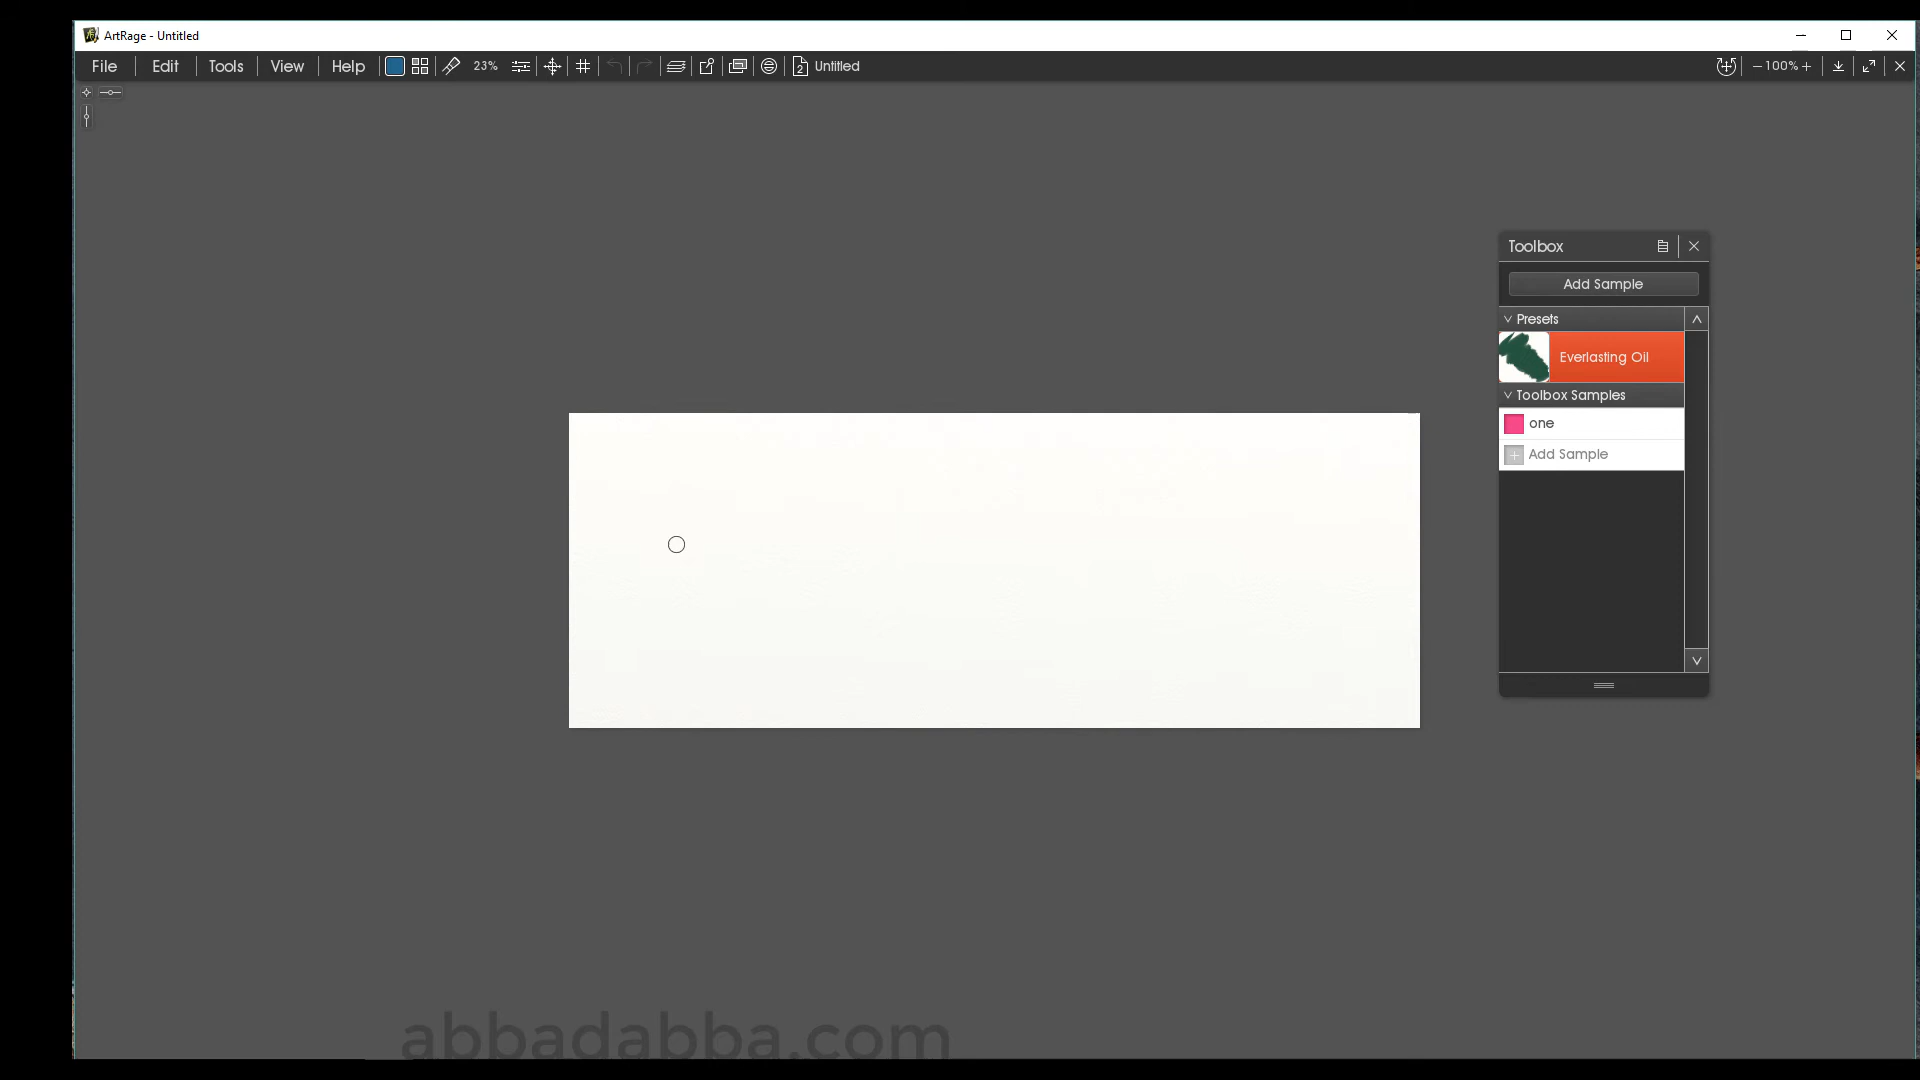 ArtRage - Untitled
File Edit Tools View Help 23% 2 Untitled 100%
Toolbox
Add Sample
Presets
Everlasting Oil
Toolbox Samples
one
Add Sample
abbadabba.com